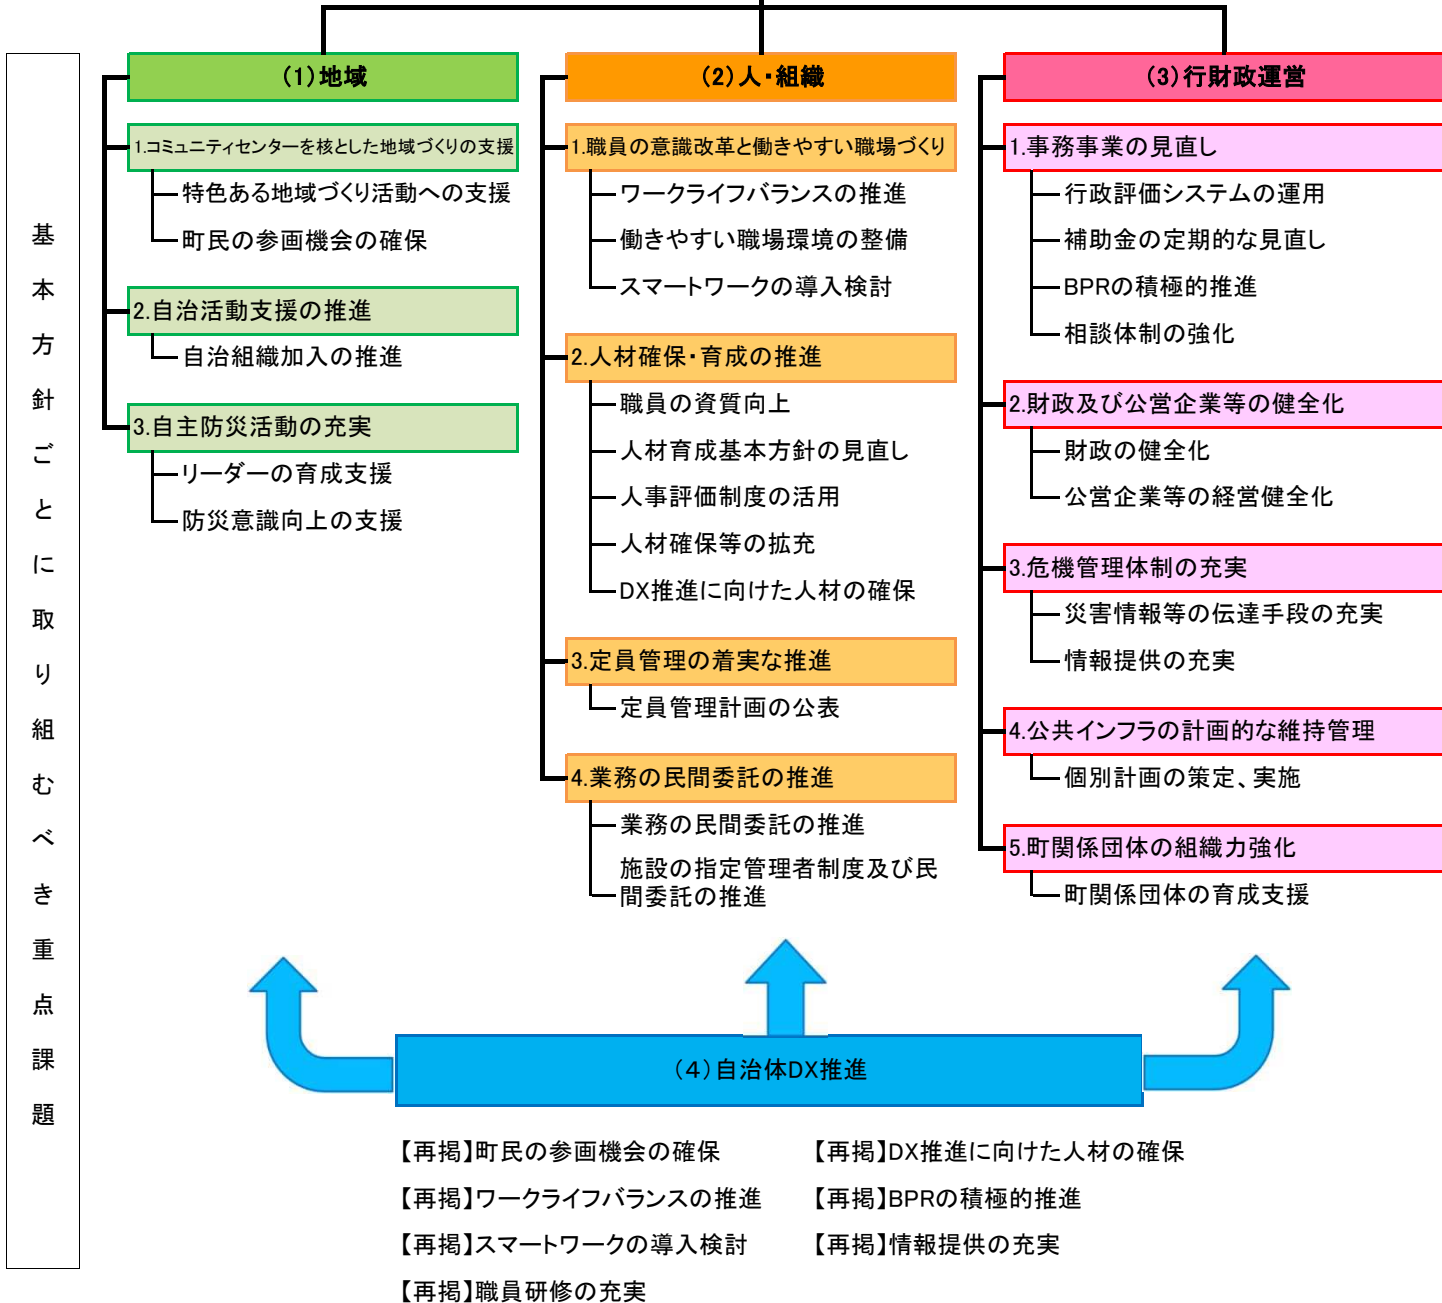 基本方針ごとに取り組むべき重点課題
(1)地域
1.コミュニティセンターを核とした地域づくりの支援
特色ある地域づくり活動への支援
町民の参画機会の確保
2.自治活動支援の推進
自治組織加入の推進
3.自主防災活動の充実
リーダーの育成支援
防災意識向上の支援
(2)人・組織
1.職員の意識改革と働きやすい職場づくり
ワークライフバランスの推進
働きやすい職場環境の整備
スマートワークの導入検討
2.人材確保・育成の推進
職員の資質向上
人材育成基本方針の見直し
人事評価制度の活用
人材確保等の拡充
DX推進に向けた人材の確保
3.定員管理の着実な推進
定員管理計画の公表
4.業務の民間委託の推進
業務の民間委託の推進
施設の指定管理者制度及び民
間委託の推進
(3)行財政運営
1.事務事業の見直し
行政評価システムの運用
補助金の定期的な見直し
BPRの積極的推進
相談体制の強化
2.財政及び公営企業等の健全化
財政の健全化
公営企業等の経営健全化
3.危機管理体制の充実
災害情報等の伝達手段の充実
情報提供の充実
4.公共インフラの計画的な維持管理
個別計画の策定、実施
5.町関係団体の組織力強化
町関係団体の育成支援
(4)自治体DX推進
【再掲】町民の参画機会の確保
【再掲】ワークライフバランスの推進
【再掲】スマートワークの導入検討
【再掲】職員研修の充実
【再掲】DX推進に向けた人材の確保
【再掲】BPRの積極的推進
【再掲】情報提供の充実